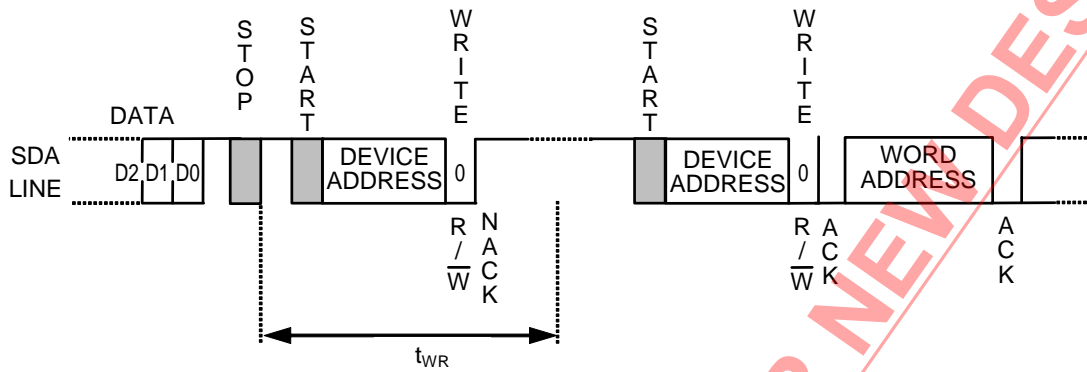 STOP
START
WRITE
START
WRITE
DATA
SDA
LINE
D2 D1 D0
DEVICE
ADDRESS
0
DEVICE
ADDRESS
0
WORD
ADDRESS
R/W̅
NACK
R/W̅
ACK
ACK
tWR
NEW